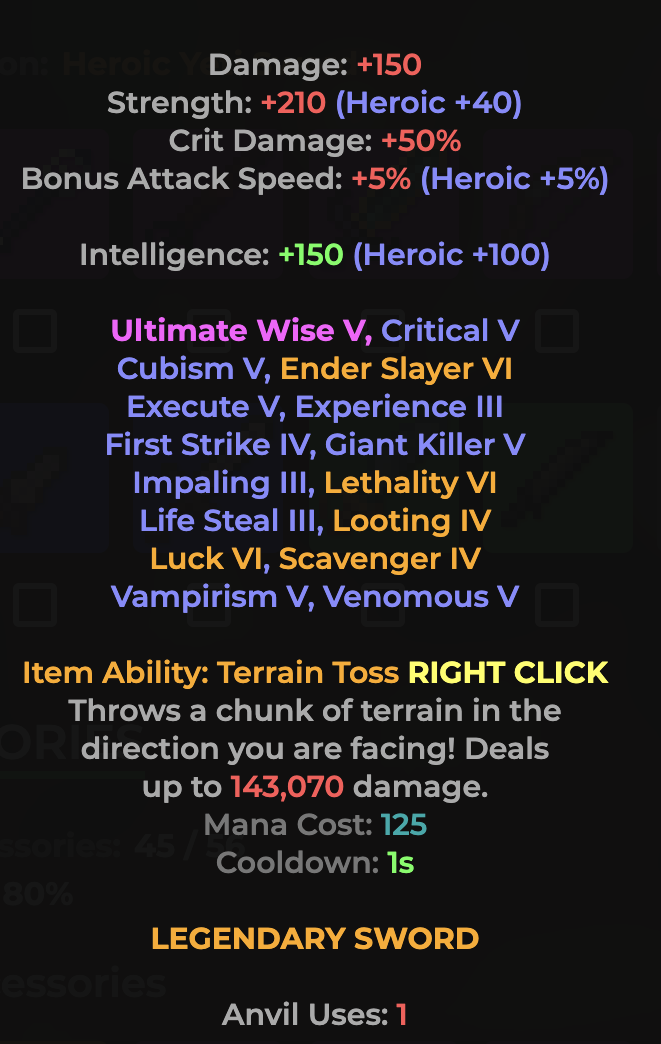 Damage: +150
Strength: +210 (Heroic +40)
Crit Damage: +50%
Bonus Attack Speed: +5% (Heroic +5%)
Intelligence: +150 (Heroic +100)
Ultimate Wise V, Critical V
Cubism V, Ender Slayer VI
Execute V, Experience III
First Strike IV, Giant Killer V
Impaling III, Lethality VI
Life Steal III, Looting IV
Luck VI, Scavenger IV
Vampirism V, Venomous V
Item Ability: Terrain Toss RIGHT CLICK
Throws a chunk of terrain in the
direction you are facing! Deals
up to 143,070 damage.
Mana Cost: 125
45 / 56
Cooldown: 1s
80%
LEGENDARY SWORD
Anvil Uses: 1